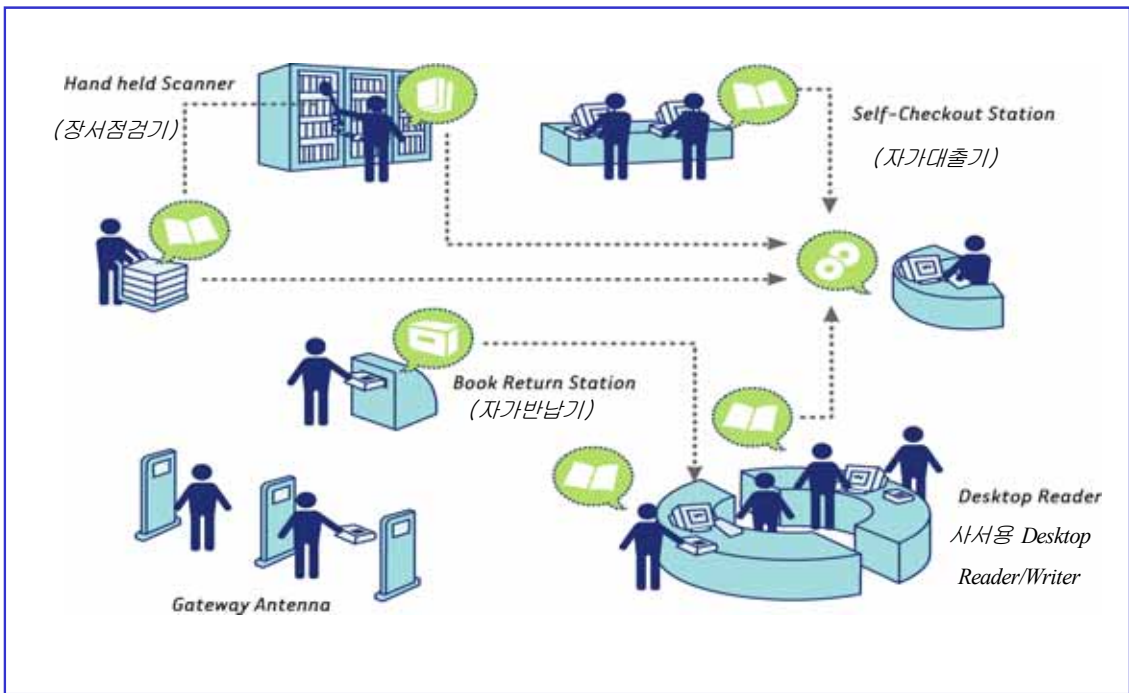 Hand held Scanner
(장서점검기)
Self-Checkout Station
(자가대출기)
Book Return Station
(자가반납기)
Desktop Reader
사서용 Desktop
Reader/Writer
Gateway Antenna